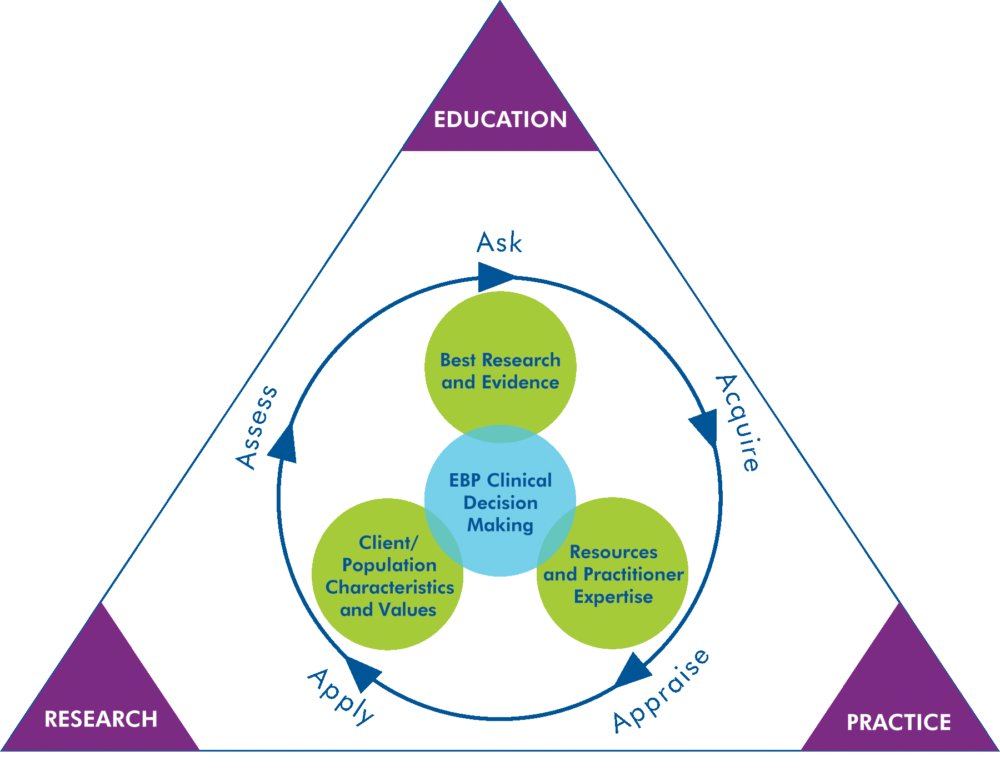 EDUCATION
Ask
Best Research
and Evidence
Assess
Acquire
EBP Clinical
Decision
Making
Client/
Population
Characteristics
and Values
Resources
and Practitioner
Expertise
Apply
Appraise
RESEARCH
PRACTICE